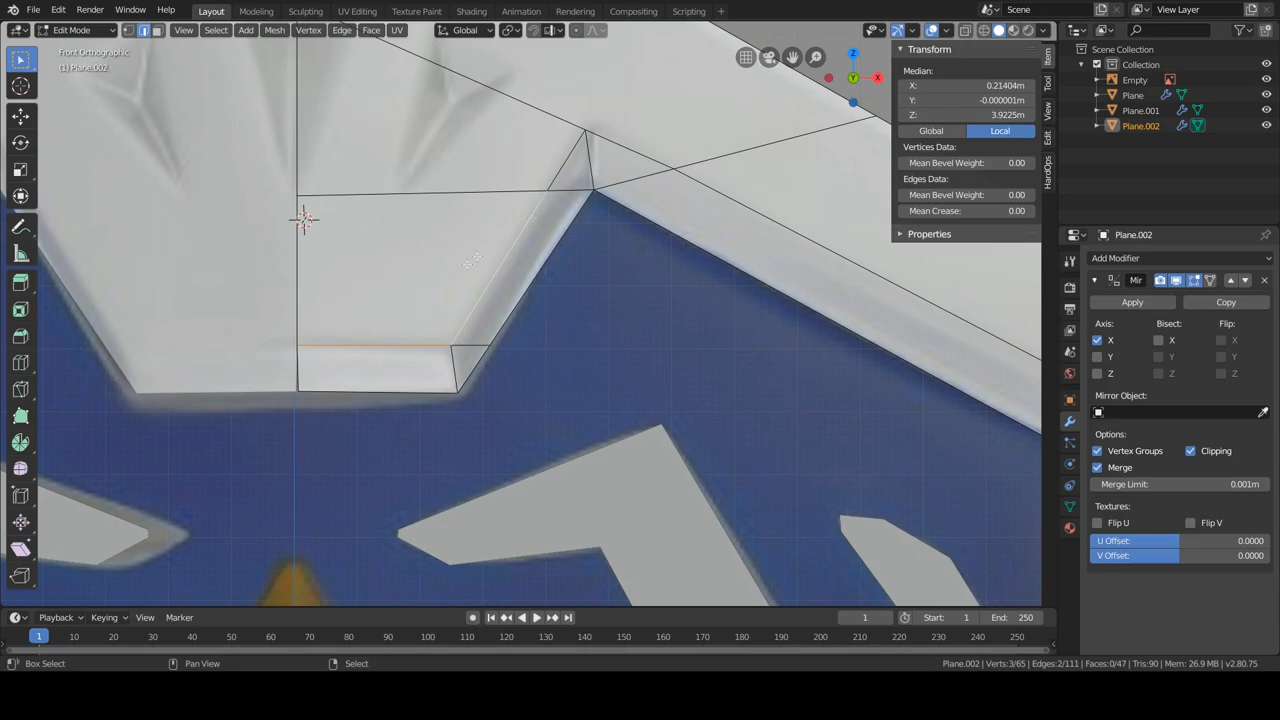 File Edit Render Window Help Layout Modeling Sculpting UV Editing Texture Paint Shading Animation Rendering Compositing Scripting + Scene View Layer
Edit Mode View Select Add Mesh Vertex Edge Face UV Global
Front Orthographic
(1) Plane.002
Z
Y
X
Transform
Median:
X: 0.21404m
Y: -0.000001m
Z: 3.9225m
Global Local
Vertices Data:
Mean Bevel Weight: 0.00
Edges Data:
Mean Bevel Weight: 0.00
Mean Crease: 0.00
Properties
Item
Tool
View
Edit
HardOps
Scene Collection
Collection
Empty
Plane
Plane.001
Plane.002
Plane.002
Add Modifier
Mir
Apply Copy
Axis: Bisect: Flip:
X X X
Y Y Y
Z Z Z
Mirror Object:
Options:
Vertex Groups Clipping
Merge
Merge Limit: 0.001m
Textures:
Flip U Flip V
U Offset: 0.0000
V Offset: 0.0000
Playback Keying View Marker 1 Start: 1 End: 250
1 10 20 30 40 50 60 70 80 90 100 110 120 130 140 150 160 170 180 190 200 210 220 230 240 250
Box Select Pan View Select Plane.002 | Verts:3/65 | Edges:2/111 | Faces:0/47 | Tris:90 | Mem: 26.9 MB | v2.80.75